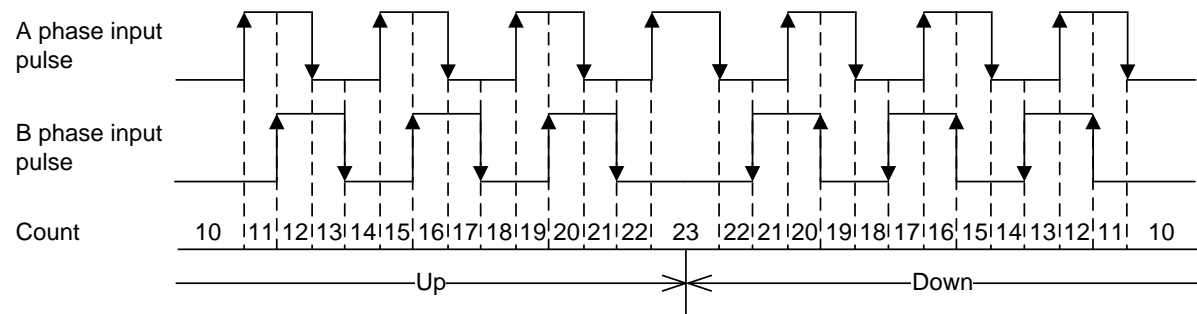 A phase input
pulse
B phase input
pulse
Count 10 11 12 13 14 15 16 17 18 19 20 21 22 23 22 21 20 19 18 17 16 15 14 13 12 11 10
Up Down